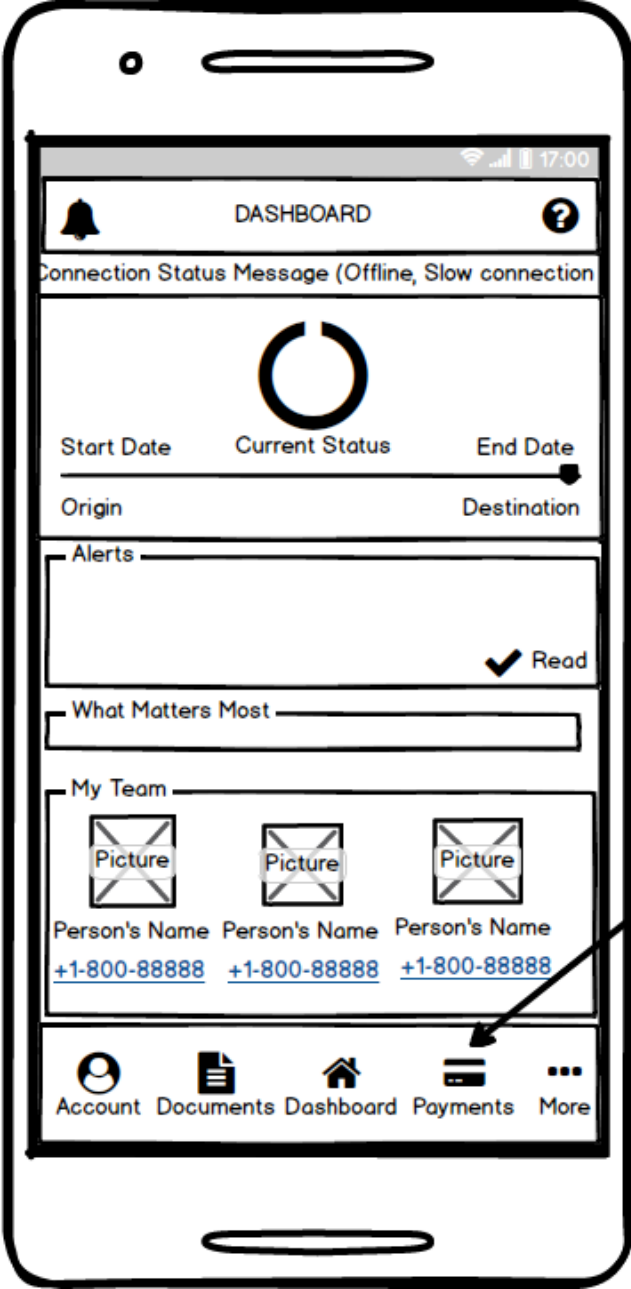 17:00
DASHBOARD
Connection Status Message (Offline, Slow connection
Start Date Current Status End Date
Origin Destination
Alerts
Read
What Matters Most
My Team
Picture Picture Picture
Person's Name Person's Name Person's Name
+1-800-88888 +1-800-88888 +1-800-88888
Account Documents Dashboard Payments More